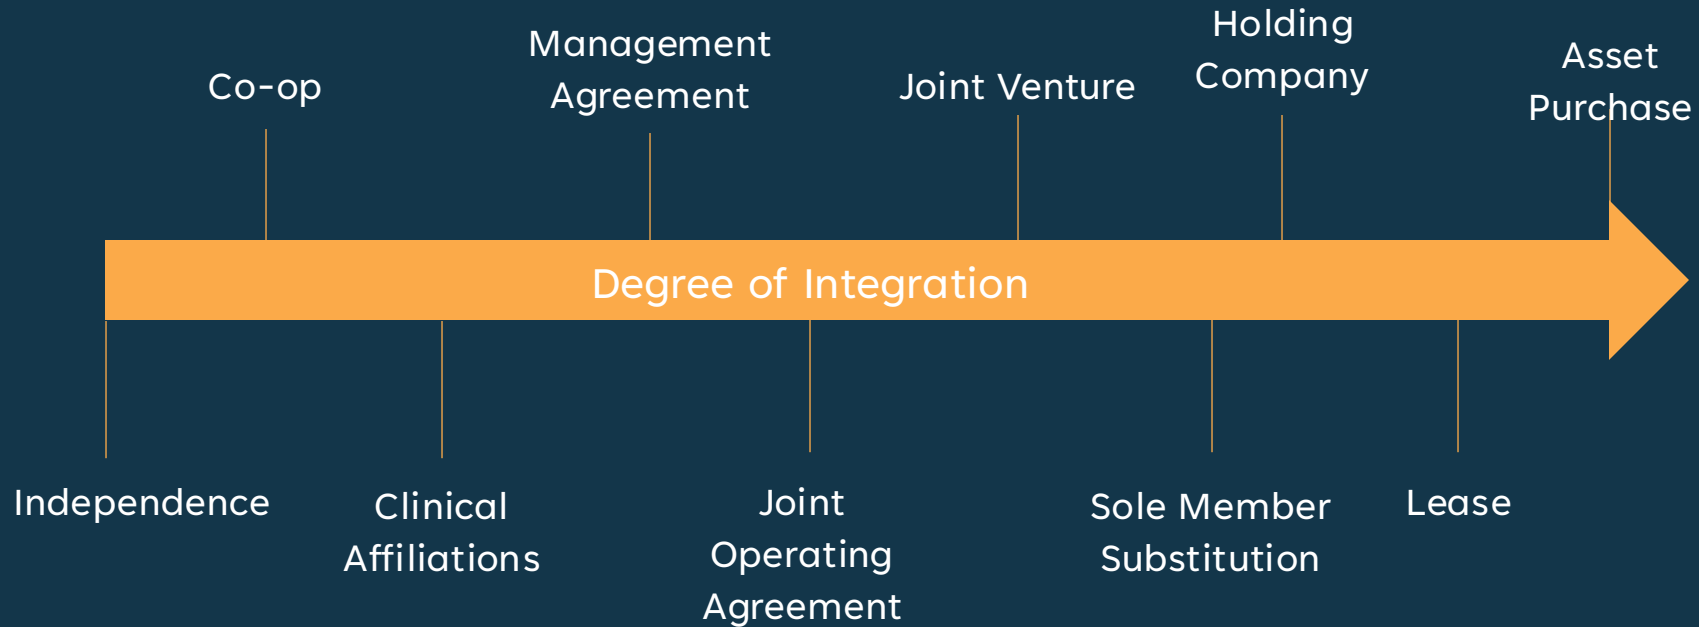 Co-op
Management
Agreement
Joint Venture
Holding
Company
Asset
Purchase
Degree of Integration
Independence
Clinical
Affiliations
Joint
Operating
Agreement
Sole Member
Substitution
Lease